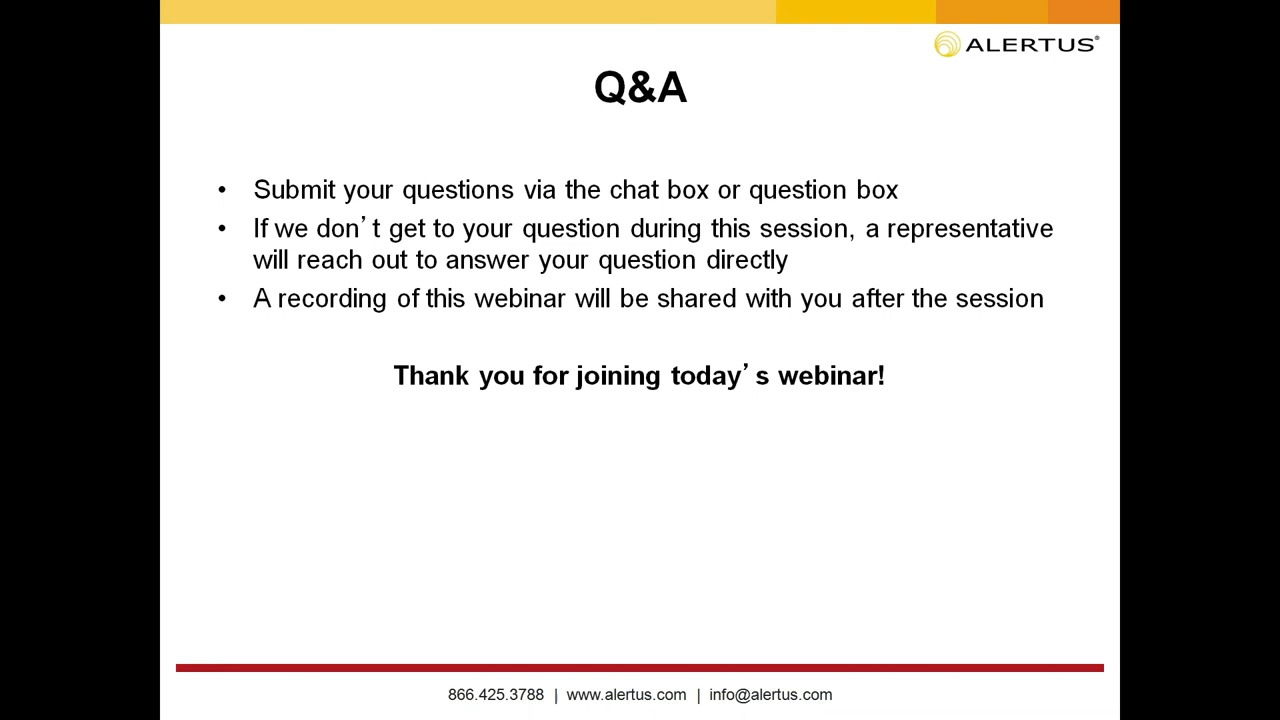 ALERTUS®
Q&A
• Submit your questions via the chat box or question box
• If we don’t get to your question during this session, a representative
will reach out to answer your question directly
• A recording of this webinar will be shared with you after the session
Thank you for joining today’s webinar!
866.425.3788 | www.alertus.com | info@alertus.com